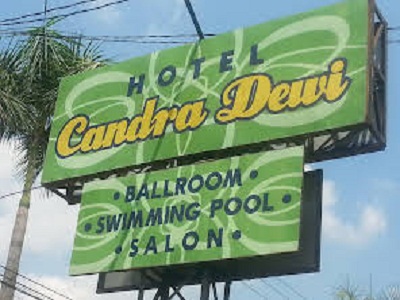 HOTEL
Candra Dewi
• BALLROOM •
• SWIMMING POOL •
• SALON •